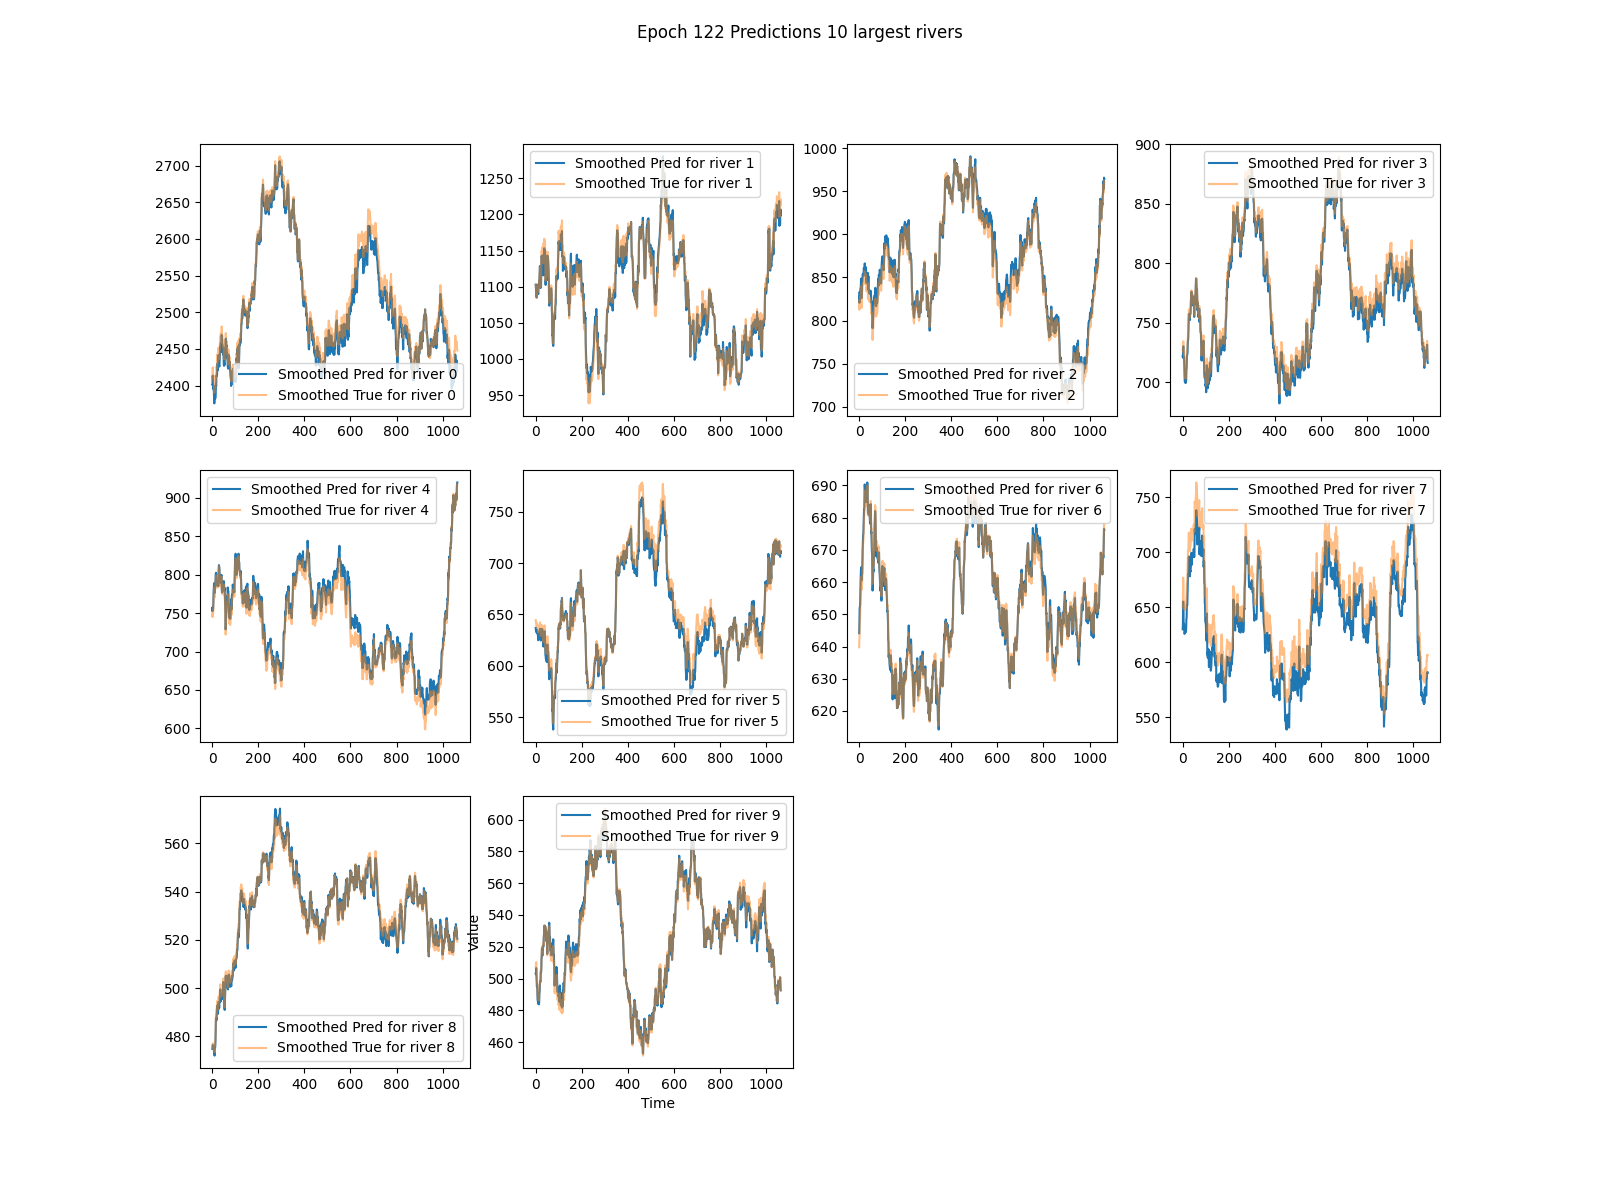 Epoch 122 Predictions 10 largest rivers
2700
2650
2600
2550
2500
2450
2400
Smoothed Pred for river 0
Smoothed True for river 0
0 200 400 600 800 1000
1250
1200
1150
1100
1050
1000
950
Smoothed Pred for river 1
Smoothed True for river 1
0 200 400 600 800 1000
1000
950
900
850
800
750
700
Smoothed Pred for river 2
Smoothed True for river 2
0 200 400 600 800 1000
900
850
800
750
700
Smoothed Pred for river 3
Smoothed True for river 3
0 200 400 600 800 1000
900
850
800
750
700
650
600
Smoothed Pred for river 4
Smoothed True for river 4
0 200 400 600 800 1000
750
700
650
600
550
Smoothed Pred for river 5
Smoothed True for river 5
0 200 400 600 800 1000
690
680
670
660
650
640
630
620
Smoothed Pred for river 6
Smoothed True for river 6
0 200 400 600 800 1000
750
700
650
600
550
Smoothed Pred for river 7
Smoothed True for river 7
0 200 400 600 800 1000
560
540
520
500
480
Smoothed Pred for river 8
Smoothed True for river 8
0 200 400 600 800 1000
Value
600
580
560
540
520
500
480
460
Smoothed Pred for river 9
Smoothed True for river 9
0 200 400 600 800 1000
Time